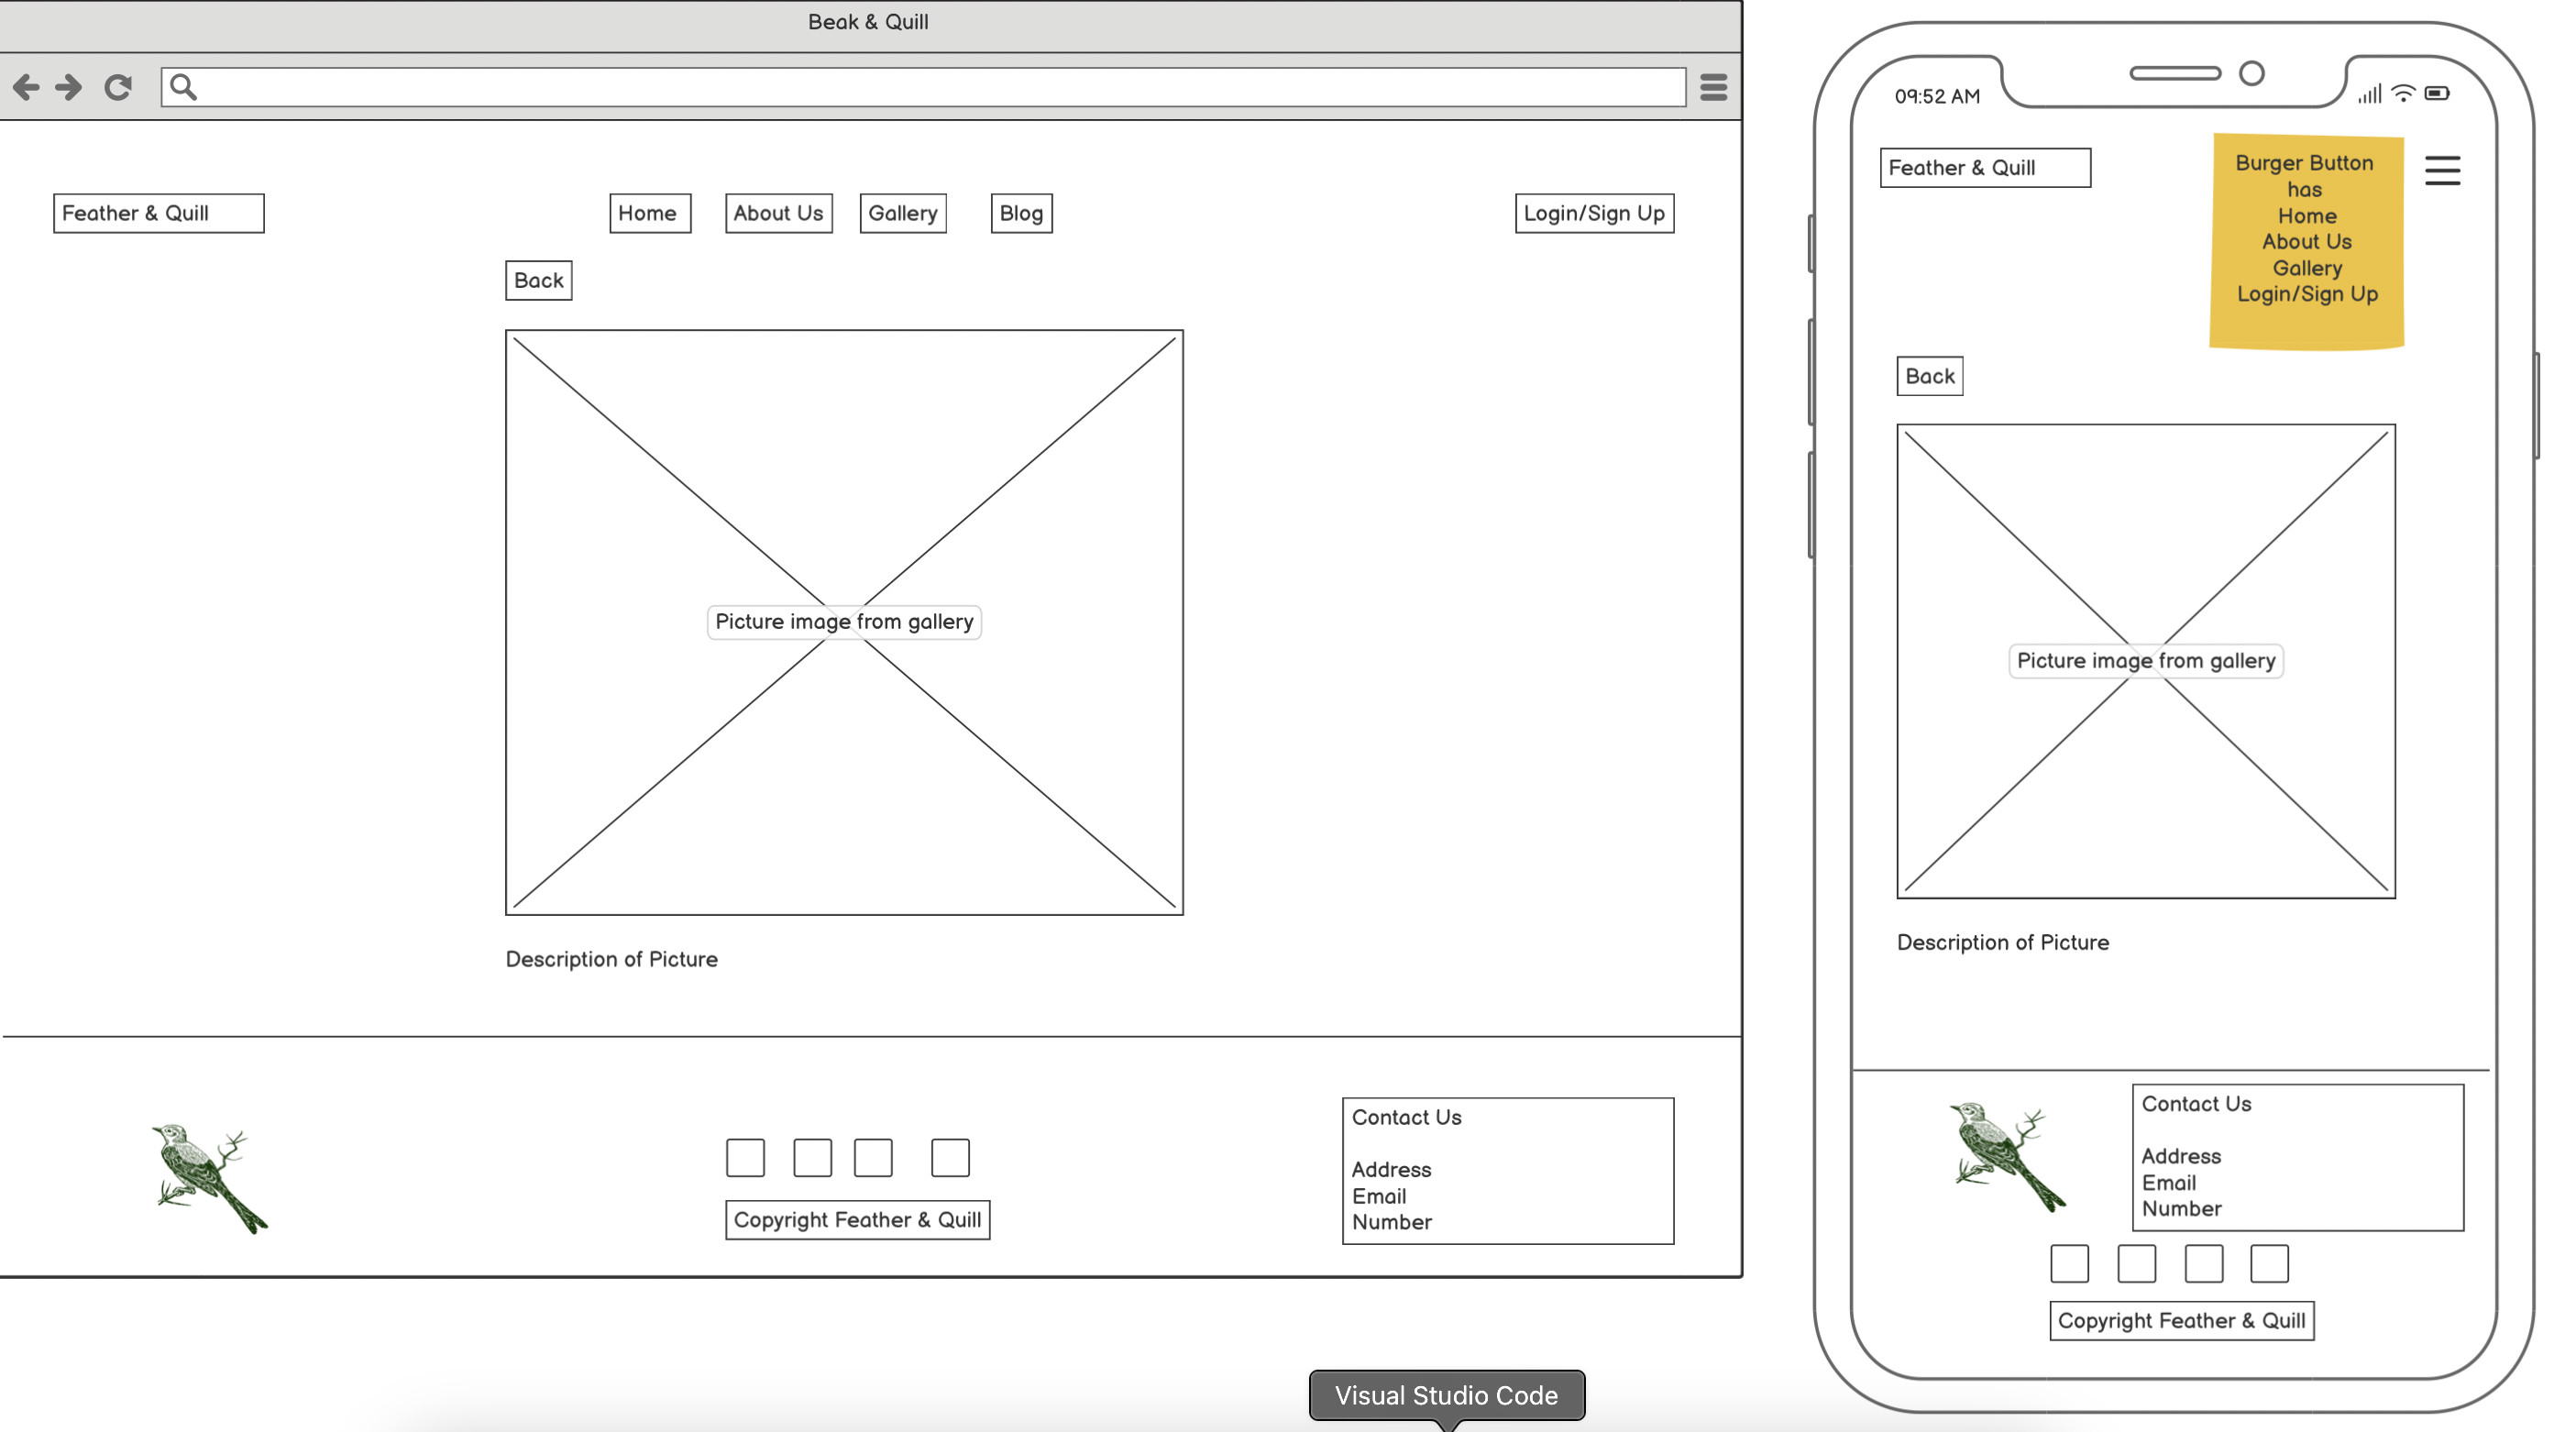 Beak & Quill
Feather & Quill
Home
About Us
Gallery
Blog
Login/Sign Up
Back
Picture image from gallery
Description of Picture
Contact Us
Address
Email
Number
Copyright Feather & Quill
09:52 AM
Feather & Quill
Burger Button
has
Home
About Us
Gallery
Login/Sign Up
Back
Picture image from gallery
Description of Picture
Contact Us
Address
Email
Number
Copyright Feather & Quill
Visual Studio Code